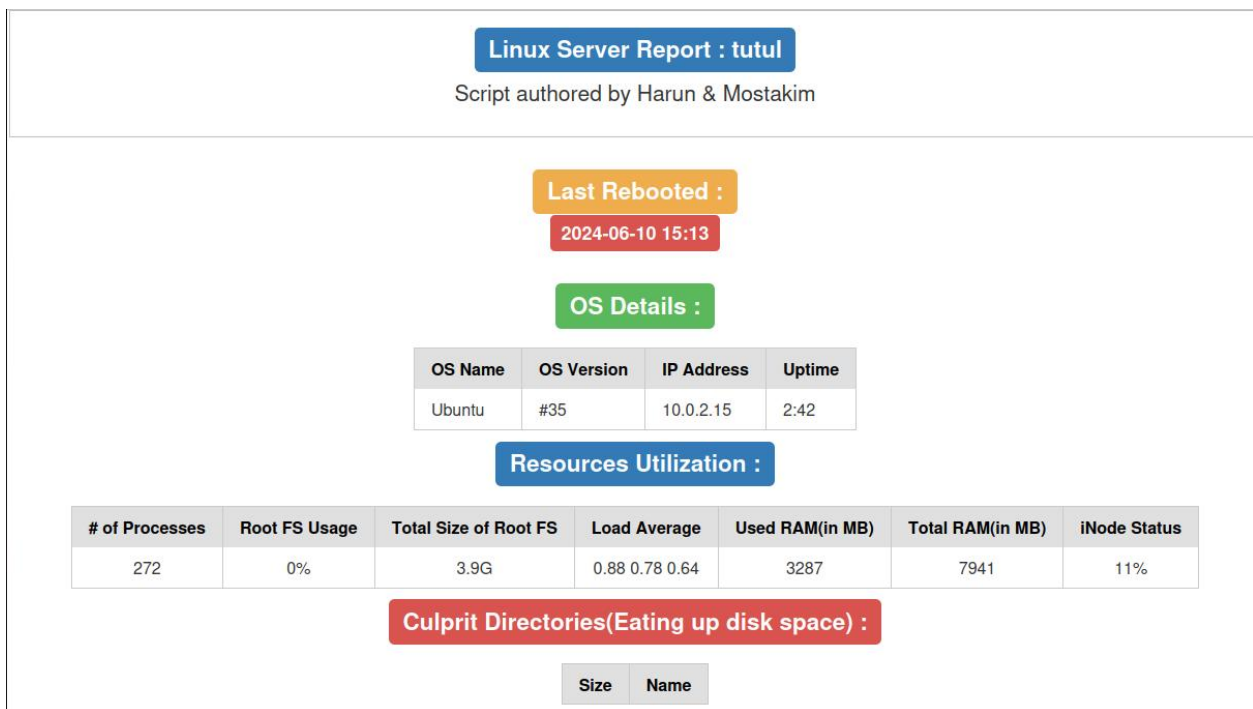 Linux Server Report : tutul
Script authored by Harun & Mostakim
Last Rebooted :
2024-06-10 15:13
OS Details :
OS Name OS Version IP Address Uptime
Ubuntu #35 10.0.2.15 2:42
Resources Utilization :
# of Processes Root FS Usage Total Size of Root FS Load Average Used RAM(in MB) Total RAM(in MB) iNode Status
272 0% 3.9G 0.88 0.78 0.64 3287 7941 11%
Culprit Directories(Eating up disk space) :
Size Name